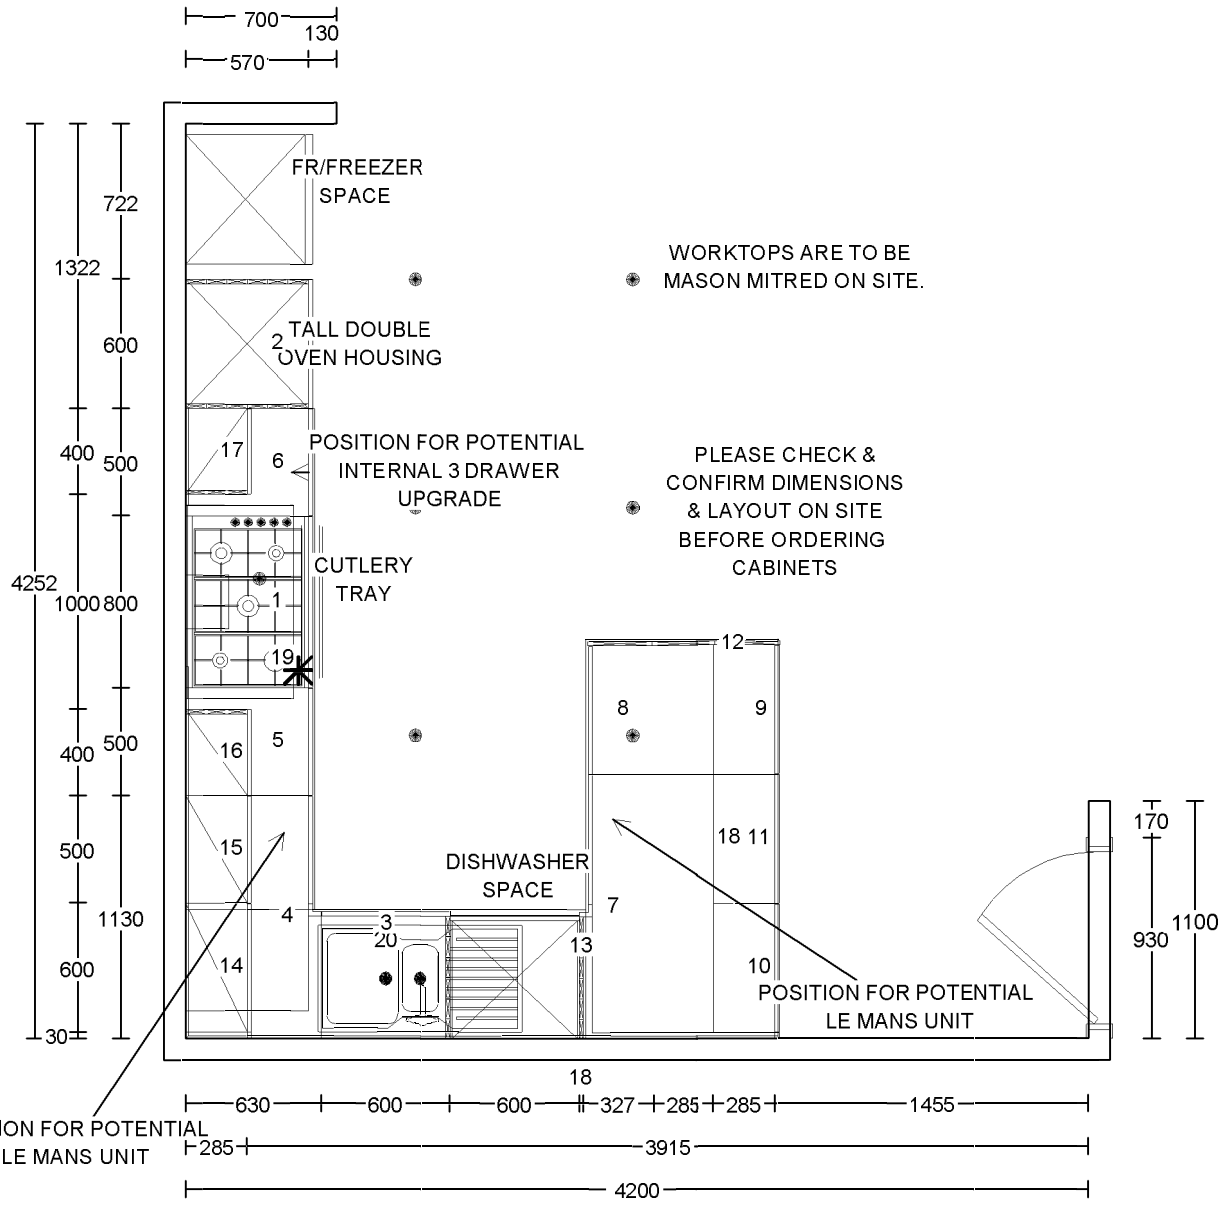 700
130
570
FR/FREEZER
SPACE
722
1322
WORKTOPS ARE TO BE
MASON MITRED ON SITE.
600
2
TALL DOUBLE
OVEN HOUSING
400
500
17
6
POSITION FOR POTENTIAL
INTERNAL 3 DRAWER
UPGRADE
PLEASE CHECK &
CONFIRM DIMENSIONS
& LAYOUT ON SITE
BEFORE ORDERING
CABINETS
4252
1000
800
1
CUTLERY
TRAY
19
12
8
9
400
500
16
5
500
15
18
11
170
DISHWASHER
SPACE
1130
4
3
20
7
13
930
1100
600
14
10
POSITION FOR POTENTIAL
LE MANS UNIT
30
18
630
600
600
327
285
285
1455
ION FOR POTENTIAL
LE MANS UNIT
285
3915
4200